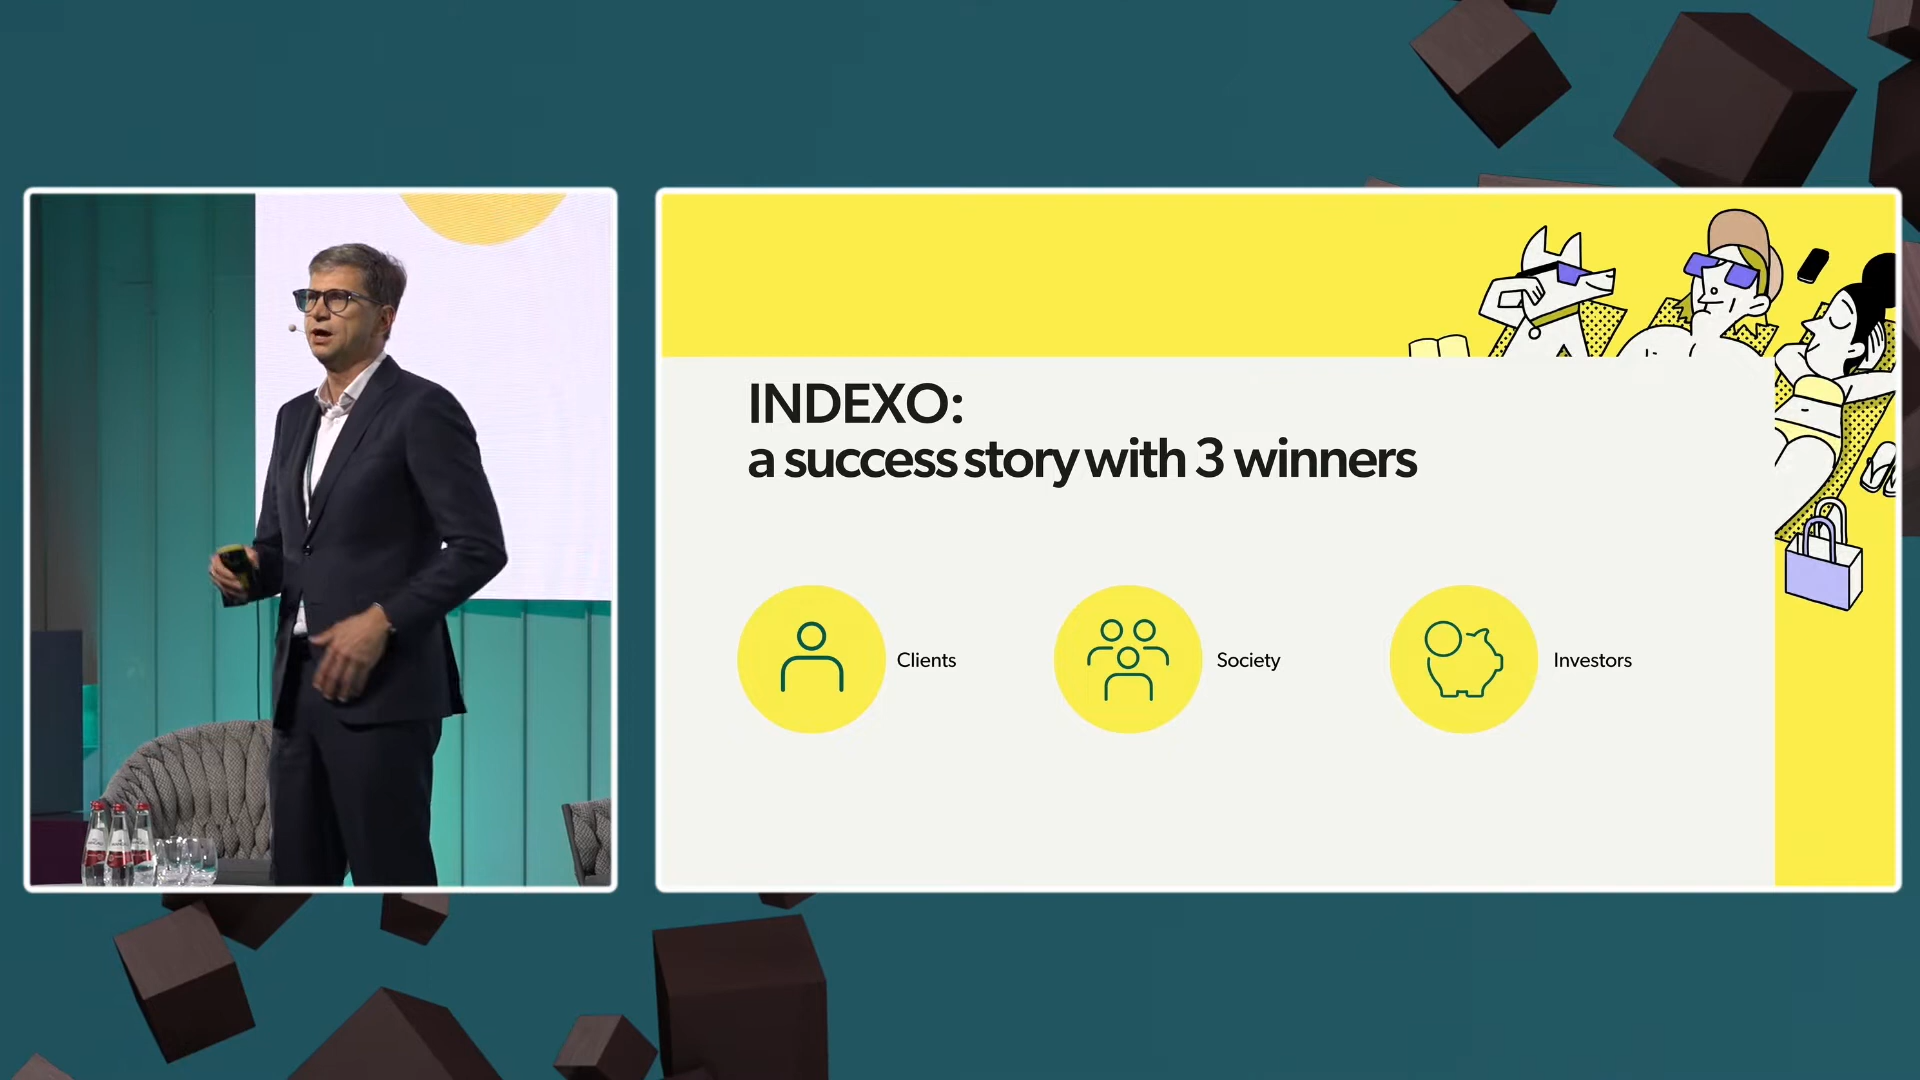 INDEXO:
a success story with 3 winners
Clients
Society
Investors